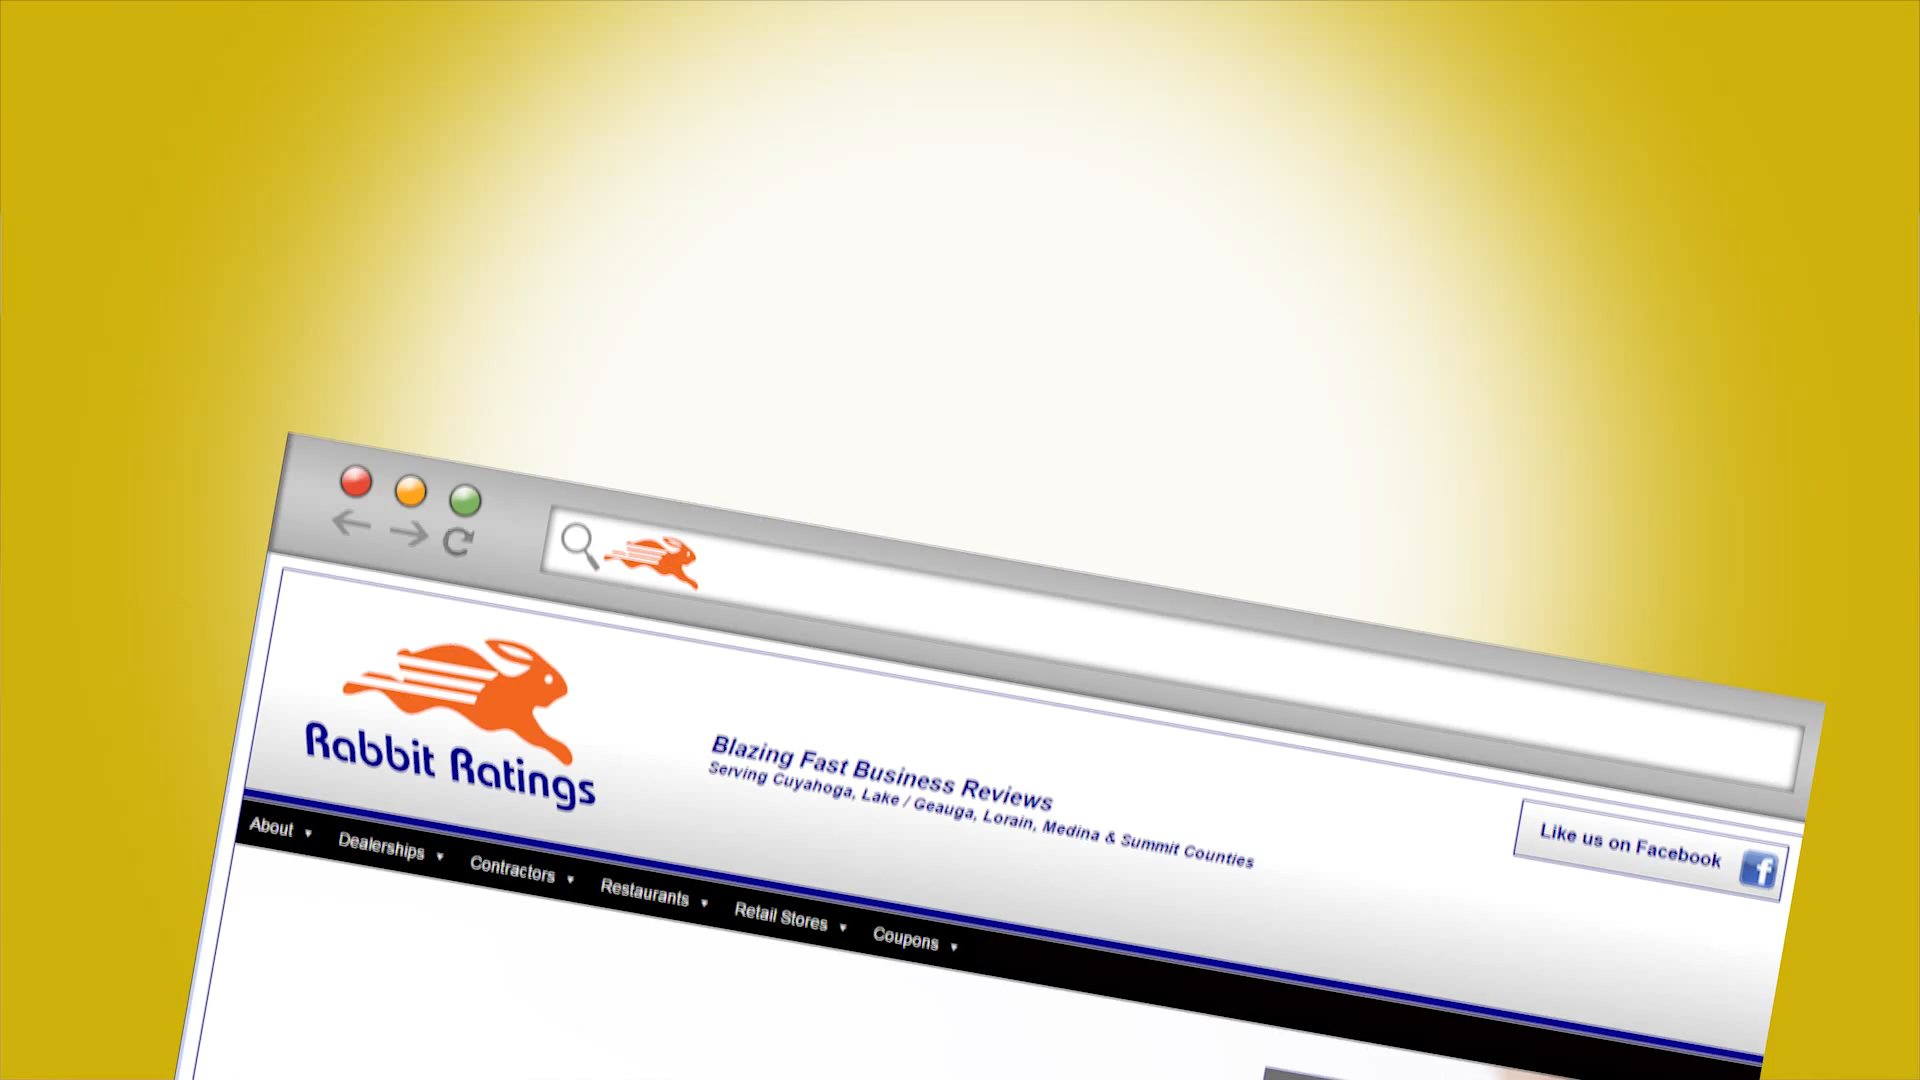 Rabbit Ratings
Blazing Fast Business Reviews
Serving Cuyahoga, Lake / Geauga, Lorain, Medina & Summit Counties
Like us on Facebook
f
About
Dealerships
Contractors
Restaurants
Retail Stores
Coupons